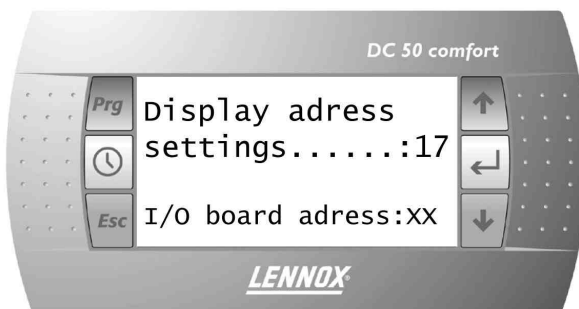 DC 50 comfort
Prg
Display adress
settings......:17
Esc
I/O board adress:XX
LENNOX